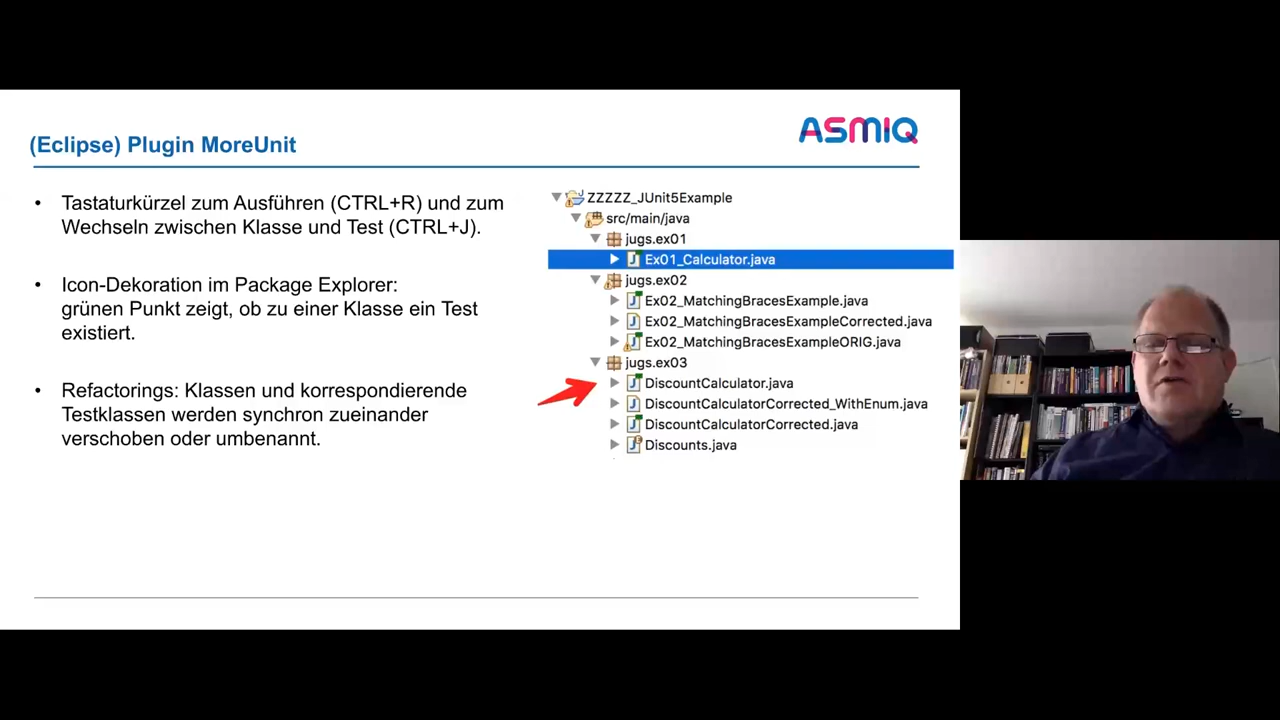 ASMIQ
(Eclipse) Plugin MoreUnit
• Tastaturkürzel zum Ausführen (CTRL+R) und zum
Wechseln zwischen Klasse und Test (CTRL+J).
• Icon-Dekoration im Package Explorer:
grünen Punkt zeigt, ob zu einer Klasse ein Test
existiert.
• Refactorings: Klassen und korrespondierende
Testklassen werden synchron zueinander
verschoben oder umbenannt.
ZZZZZ_JUnit5Example
src/main/java
jugs.ex01
Ex01_Calculator.java
jugs.ex02
Ex02_MatchingBracesExample.java
Ex02_MatchingBracesExampleCorrected.java
Ex02_MatchingBracesExampleORIG.java
jugs.ex03
DiscountCalculator.java
DiscountCalculatorCorrected_WithEnum.java
DiscountCalculatorCorrected.java
Discounts.java